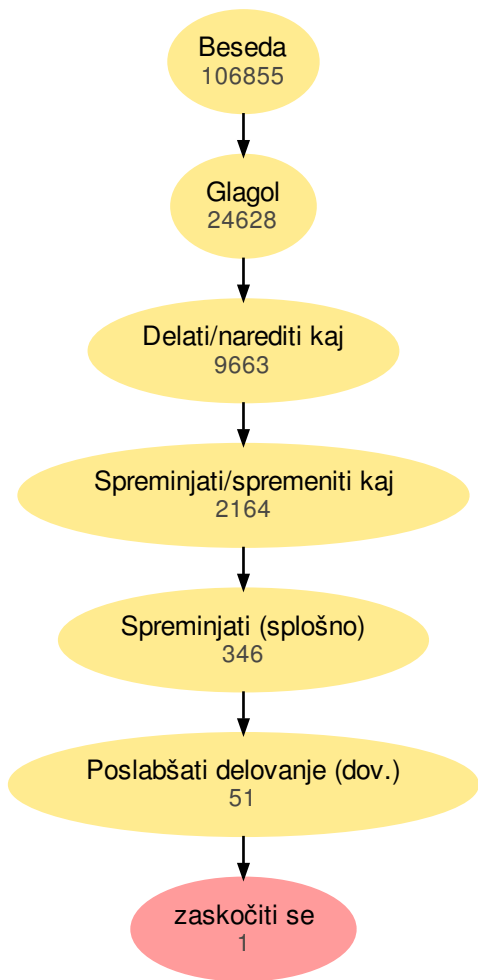 Beseda
106855
Glagol
24628
Delati/narediti kaj
9663
Spreminjati/spremeniti kaj
2164
Spreminjati (splošno)
346
Poslabšati delovanje (dov.)
51
zaskočiti se
1